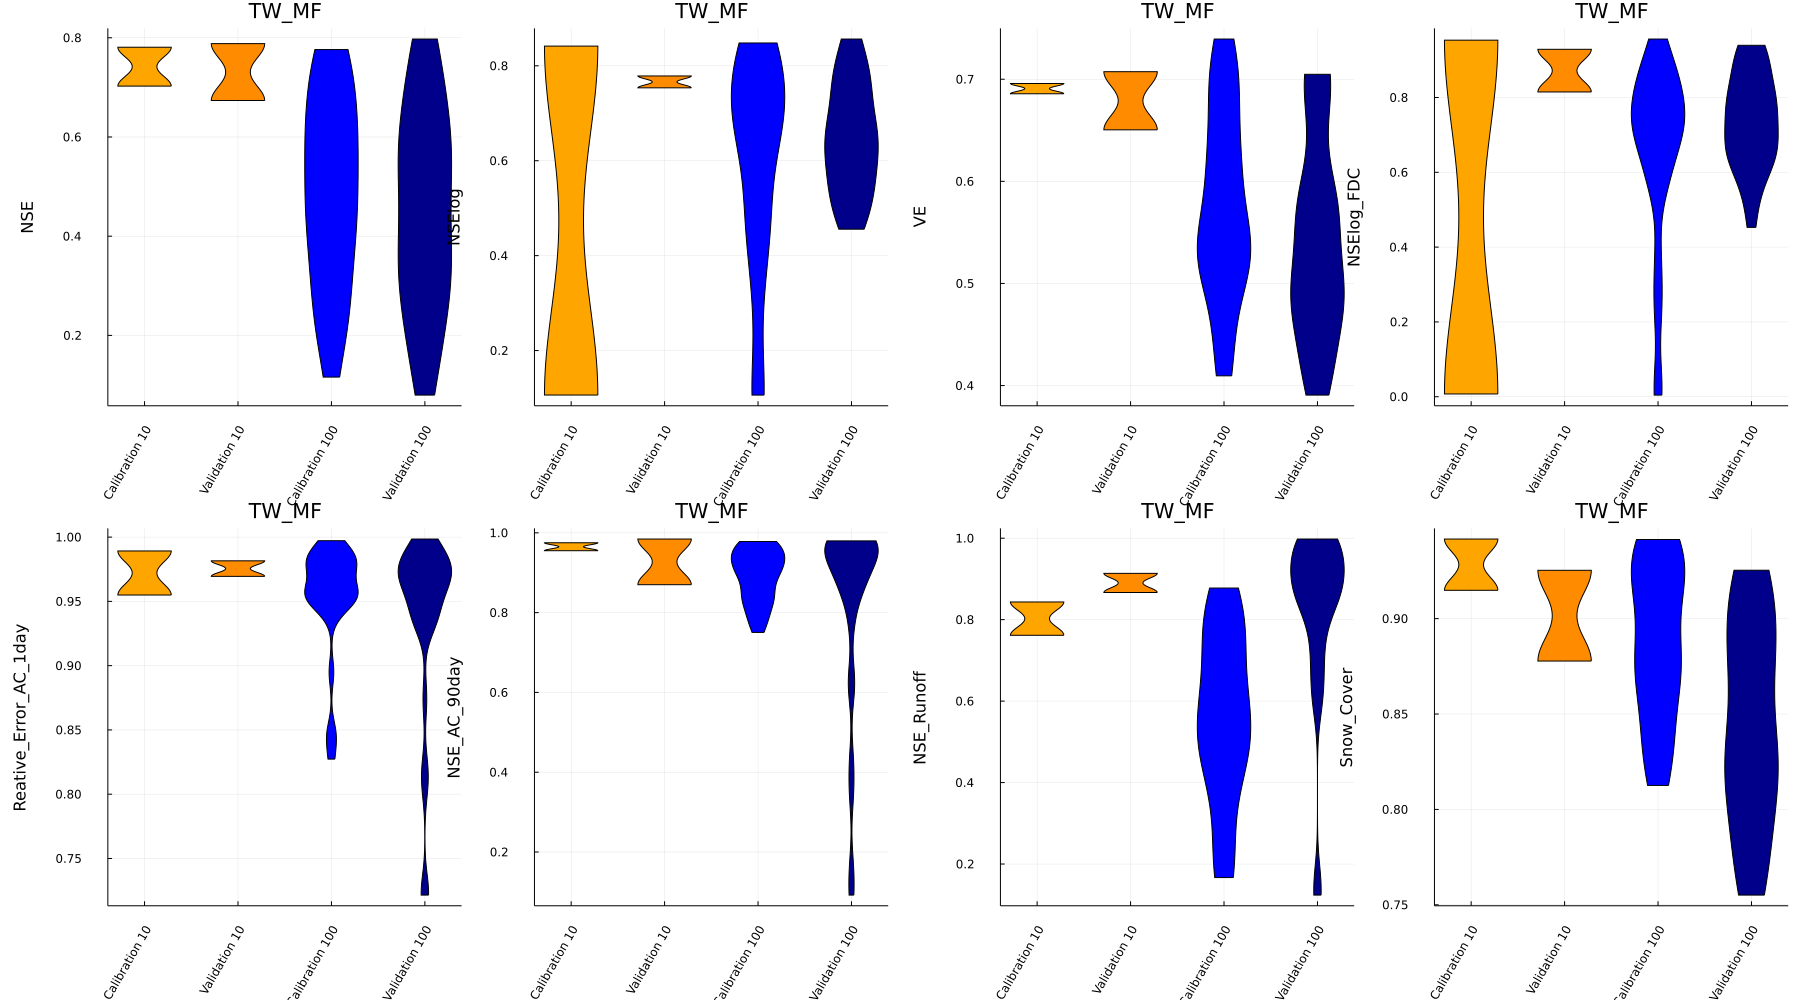 TW_MF
NSE
0.8
0.6
0.4
0.2
Calibration 10
Validation 10
Calibration 100
Validation 100
TW_MF
NSElog
0.8
0.6
0.4
0.2
Calibration 10
Validation 10
Calibration 100
Validation 100
TW_MF
VE
0.7
0.6
0.5
0.4
Calibration 10
Validation 10
Calibration 100
Validation 100
TW_MF
NSElog_FDC
0.8
0.6
0.4
0.2
0.0
Calibration 10
Validation 10
Calibration 100
Validation 100
TW_MF
Reative_Error_AC_1day
1.00
0.95
0.90
0.85
0.80
0.75
Calibration 10
Validation 10
Calibration 100
Validation 100
TW_MF
NSE_AC_90day
1.0
0.8
0.6
0.4
0.2
Calibration 10
Validation 10
Calibration 100
Validation 100
TW_MF
NSE_Runoff
1.0
0.8
0.6
0.4
0.2
Calibration 10
Validation 10
Calibration 100
Validation 100
TW_MF
Snow_Cover
0.90
0.85
0.80
0.75
Calibration 10
Validation 10
Calibration 100
Validation 100